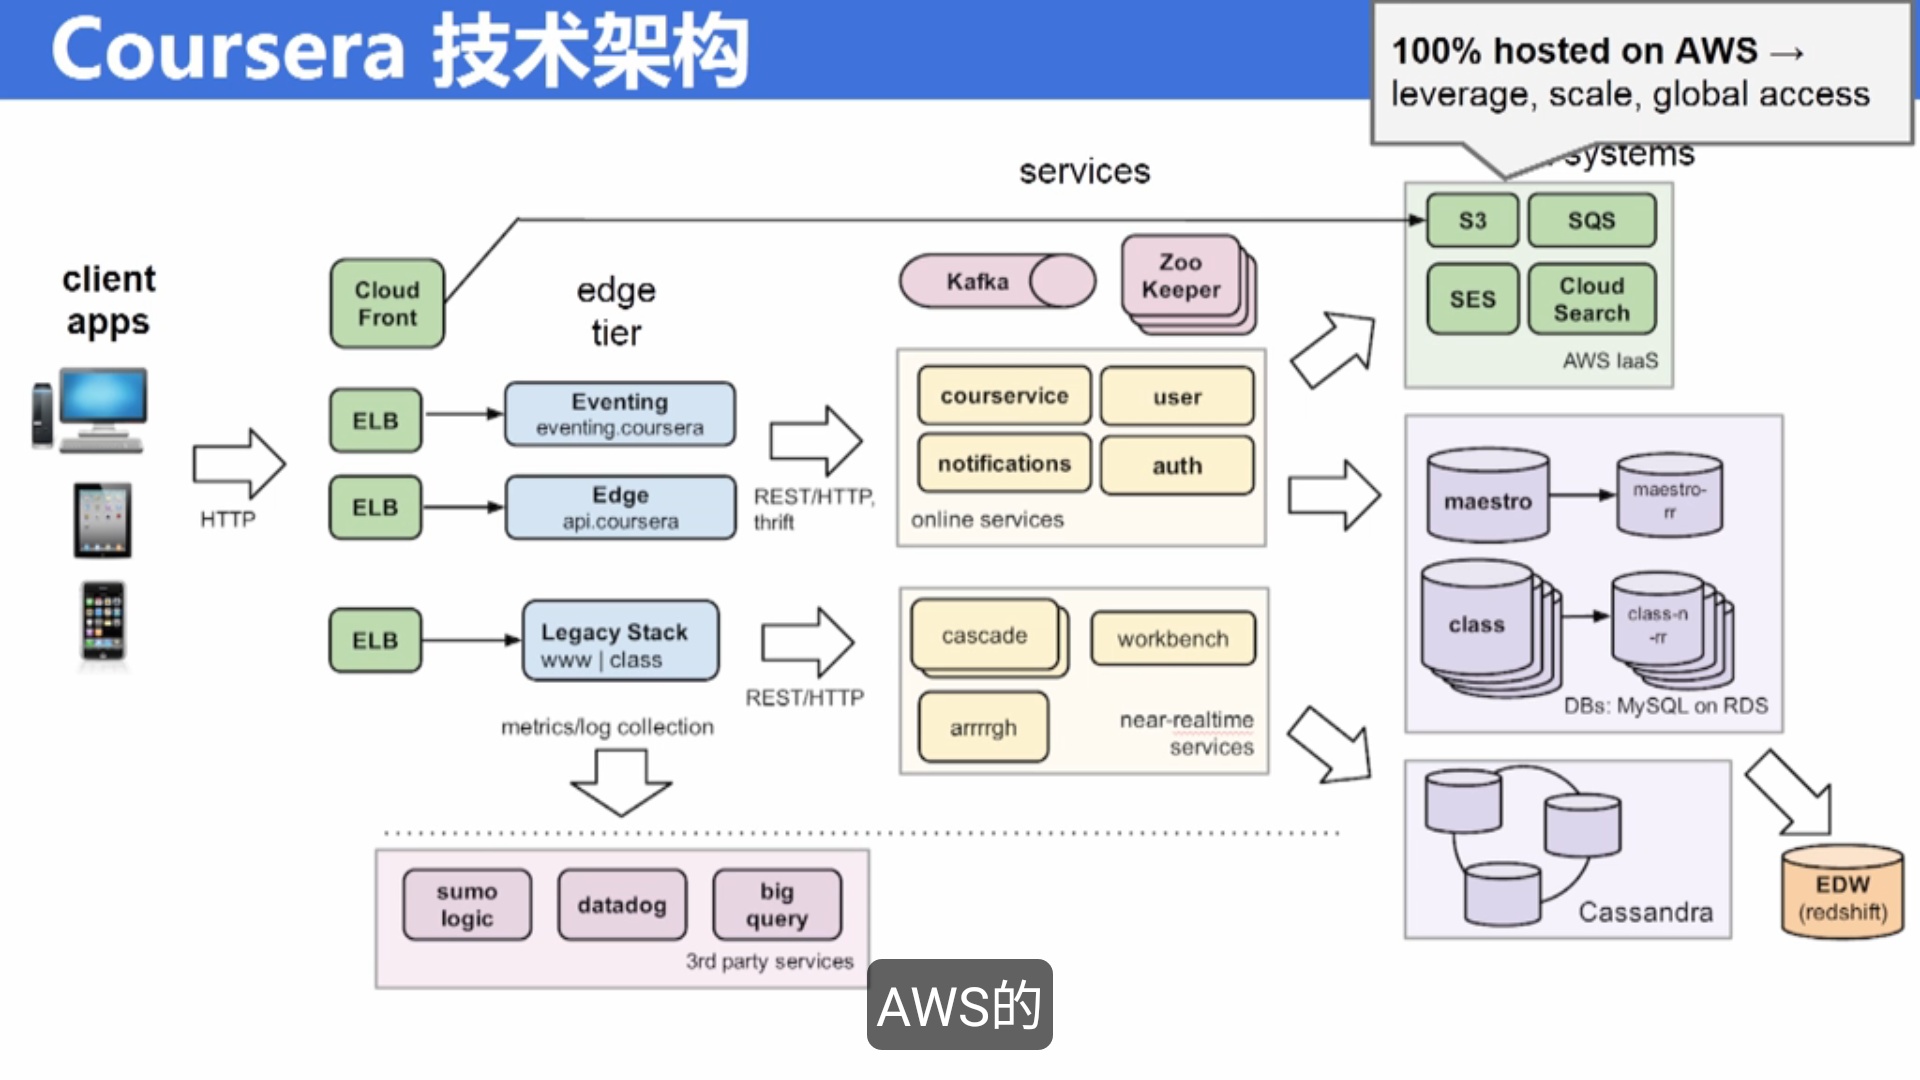 Coursera 技术架构
100% hosted on AWS →
leverage, scale, global access
systems
services
client
apps
HTTP
Cloud
Front
edge
tier
ELB
Eventing
eventing.coursera
ELB
Edge
api.coursera
REST/HTTP,
thrift
ELB
Legacy Stack
www | class
REST/HTTP
metrics/log collection
Kafka
Zoo
Keeper
courservice
user
notifications
auth
online services
cascade
workbench
arrrrgh
near-realtime
services
S3
SQS
SES
Cloud
Search
AWS IaaS
maestro
maestro-
rr
class
class-n
-rr
DBs: MySQL on RDS
Cassandra
EDW
(redshift)
sumo
logic
datadog
big
query
3rd party services
AWS的